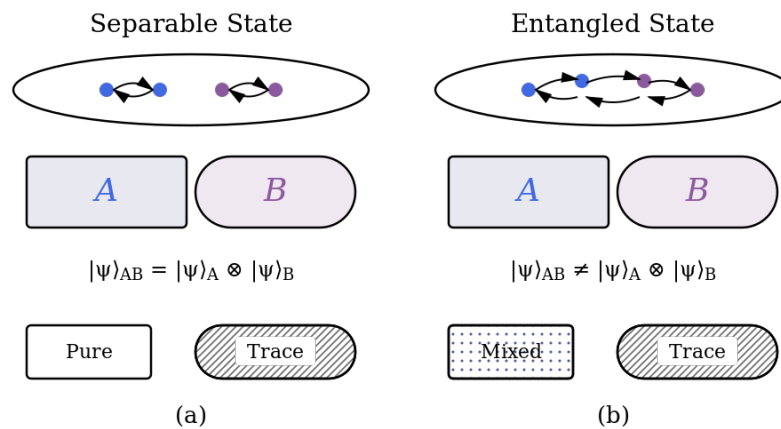 Separable State
Entangled State
A
B
A
B
|ψ⟩AB = |ψ⟩A ⊗ |ψ⟩B
|ψ⟩AB ≠ |ψ⟩A ⊗ |ψ⟩B
Pure
Trace
Mixed
Trace
(a)
(b)